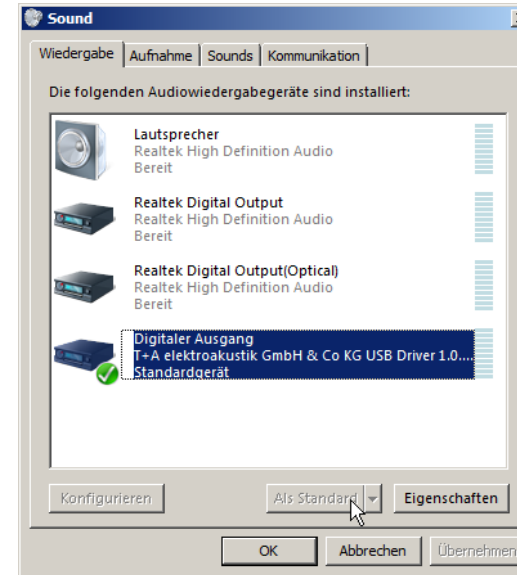 Sound
Wiedergabe Aufnahme Sounds Kommunikation
Die folgenden Audiowiedergabegeräte sind installiert:
Lautsprecher
Realtek High Definition Audio
Bereit
Realtek Digital Output
Realtek High Definition Audio
Bereit
Realtek Digital Output(Optical)
Realtek High Definition Audio
Bereit
Digitaler Ausgang
T+A elektroakustik GmbH & Co KG USB Driver 1.0....
Standardgerät
Konfigurieren Als Standard Eigenschaften
OK Abbrechen Übernehmen